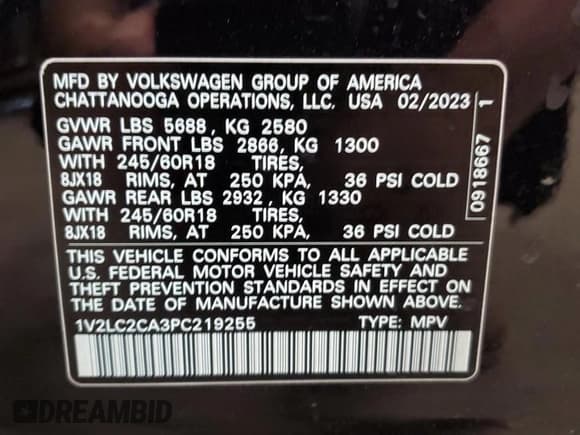 MFD BY VOLKSWAGEN GROUP OF AMERICA
CHATTANOOGA OPERATIONS, LLC. USA 02/2023
GVWR LBS 5688, KG 2580
GAWR FRONT LBS 2866, KG 1300
WITH 245/60R18 TIRES,
8JX18 RIMS, AT 250 KPA, 36 PSI COLD
GAWR REAR LBS 2932, KG 1330
WITH 245/60R18 TIRES,
8JX18 RIMS, AT 250 KPA, 36 PSI COLD
THIS VEHICLE CONFORMS TO ALL APPLICABLE
U.S. FEDERAL MOTOR VEHICLE SAFETY AND
THEFT PREVENTION STANDARDS IN EFFECT ON
THE DATE OF MANUFACTURE SHOWN ABOVE.
1V2LC2CA3PC219255 TYPE: MPV
0918667 1
DREAMBID